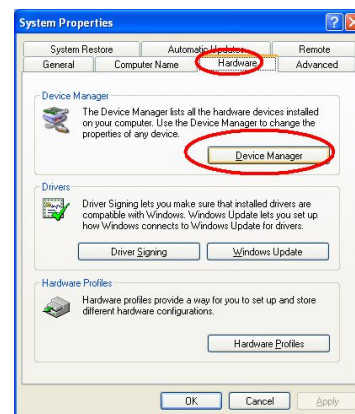 System Properties
System Restore Automatic Updates Remote
General Computer Name Hardware Advanced
Device Manager
The Device Manager lists all the hardware devices installed
on your computer. Use the Device Manager to change the
properties of any device.
Device Manager
Drivers
Driver Signing lets you make sure that installed drivers are
compatible with Windows. Windows Update lets you set up
how Windows connects to Windows Update for drivers.
Driver Signing Windows Update
Hardware Profiles
Hardware profiles provide a way for you to set up and store
different hardware configurations.
Hardware Profiles
OK Cancel Apply